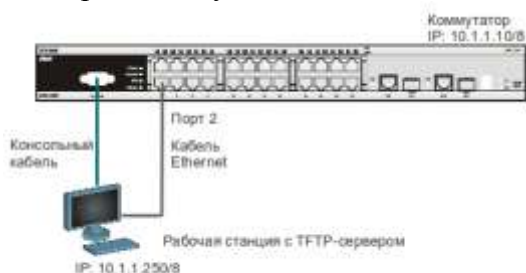 Коммутатор
IP: 10.1.1.10/8
Порт 2
Консольный
кабель
Кабель
Ethernet
Рабочая станция с TFTP-сервером
IP: 10.1.1.250/8